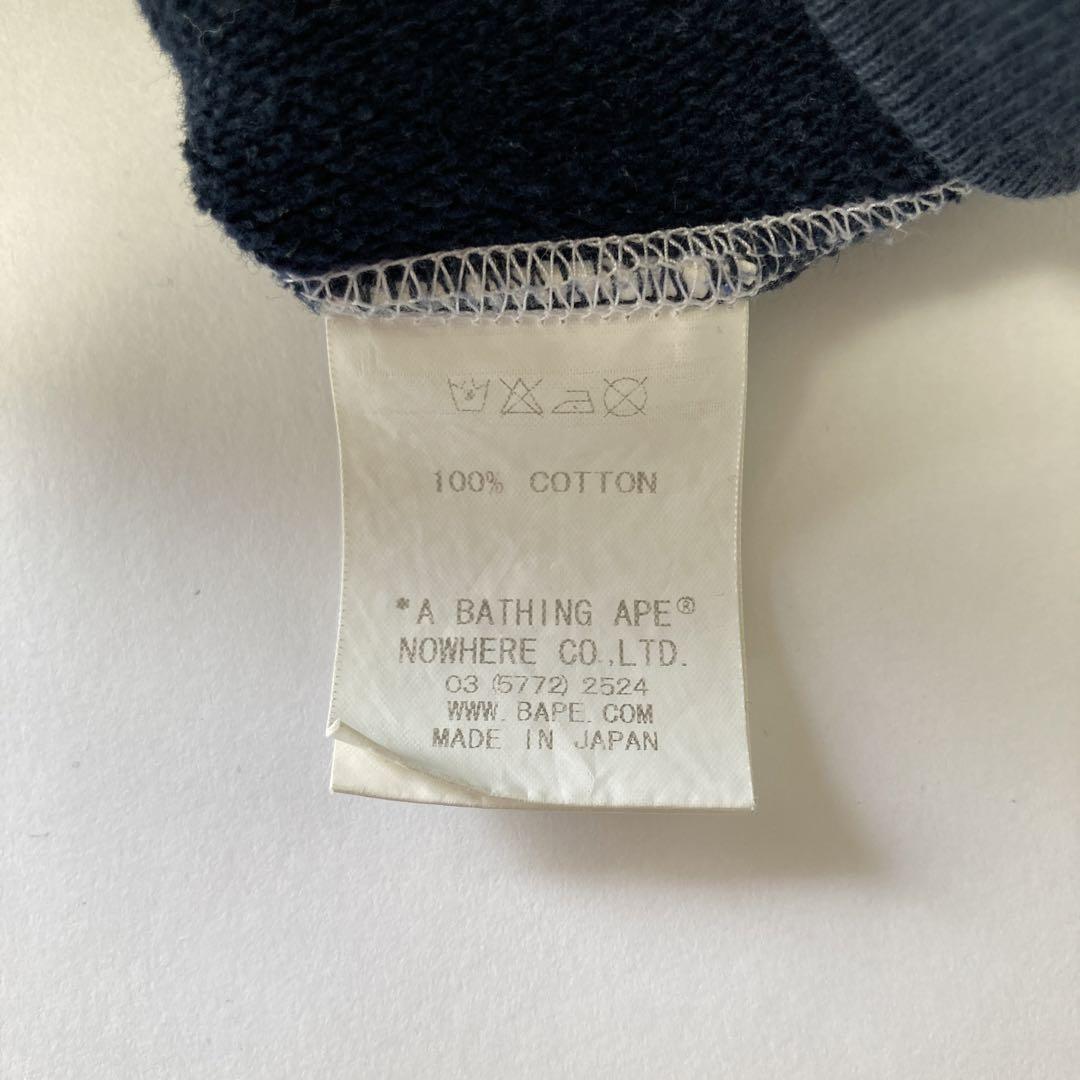 100% COTTON
*A BATHING APE®
NOWHERE CO.,LTD.
03 (5772) 2524
WWW. BAPE. COM
MADE IN JAPAN